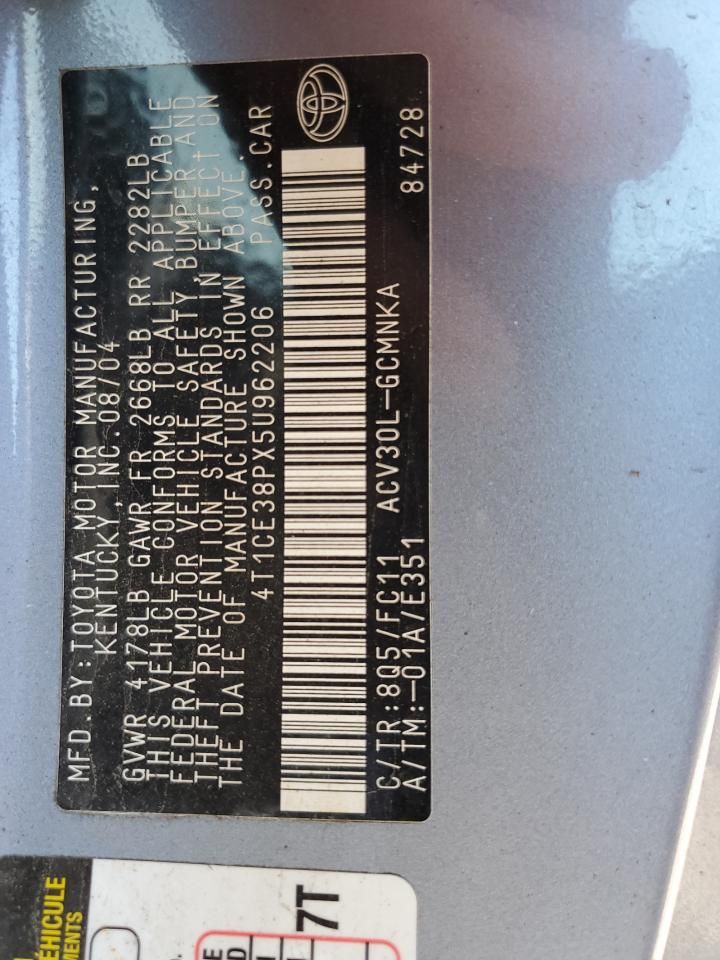 MFD.BY:TOYOTA MOTOR MANUFACTURING,
KENTUCKY,INC.08/04
GVWR 4178LB GAWR FR 2668LB RR 2282LB
THIS VEHICLE CONFORMS TO ALL APPLICABLE
FEDERAL MOTOR VEHICLE SAFETY, BUMPER AND
THEFT PREVENTION STANDARDS IN EFFECT ON
THE DATE OF MANUFACTURE SHOWN ABOVE.
4T1CE38PX5U962206 PASS.CAR
C/TR:8Q5/FC11 ACV30L-GCMNKA
A/TM:-01A/E351 84728
ÉHICULE
MENTS
7T